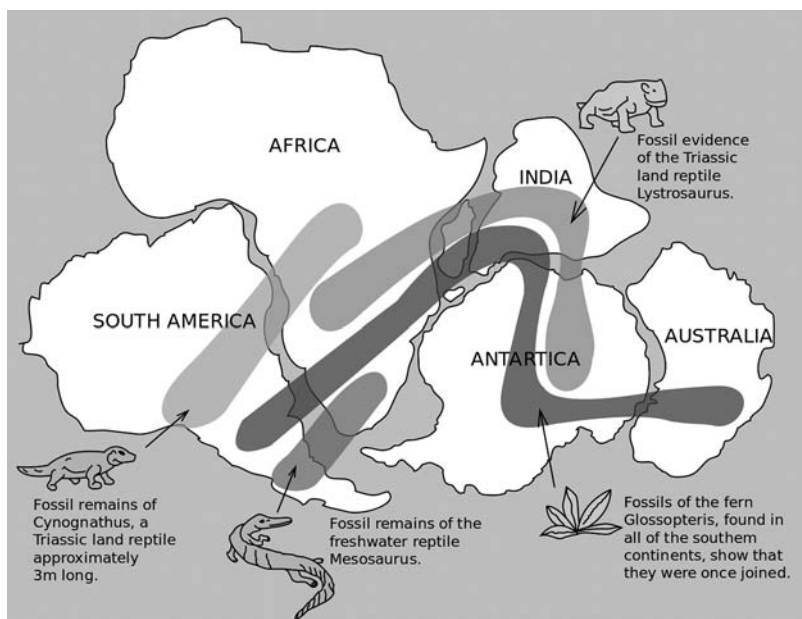 AFRICA
INDIA
Fossil evidence
of the Triassic
land reptile
Lystrosaurus.
SOUTH AMERICA
ANTARTICA
AUSTRALIA
Fossil remains of
Cynognathus, a
Triassic land reptile
approximately
3m long.
Fossil remains of the
freshwater reptile
Mesosaurus.
Fossils of the fern
Glossopteris, found in
all of the southem
continents, show that
they were once joined.